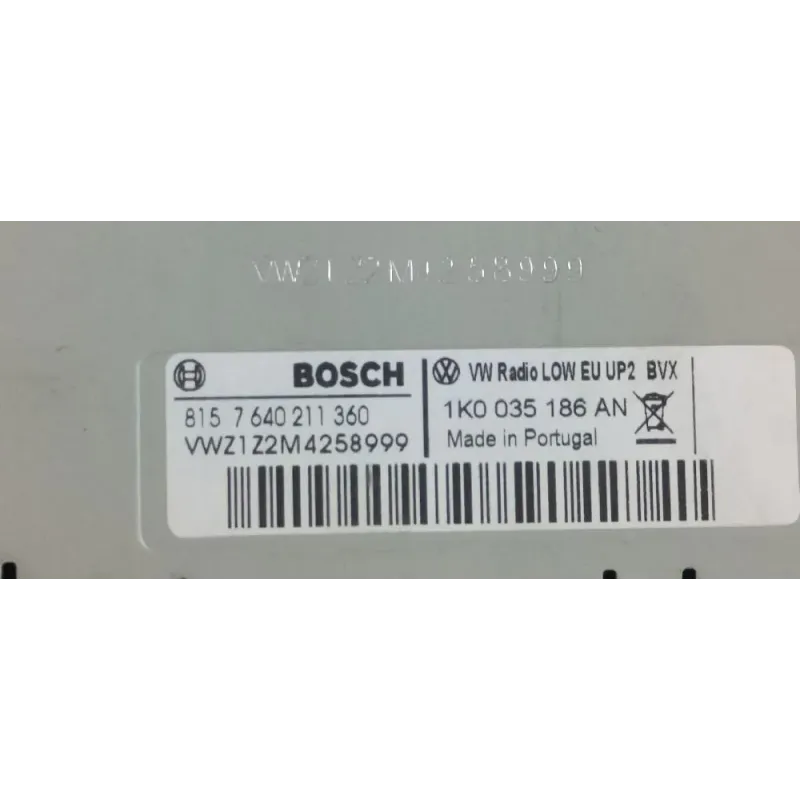 VWZ1Z2M4258999
BOSCH
815 7 640 211 360
VWZ1Z2M4258999
VW Radio LOW EU UP2 BVX
1K0 035 186 AN
Made in Portugal